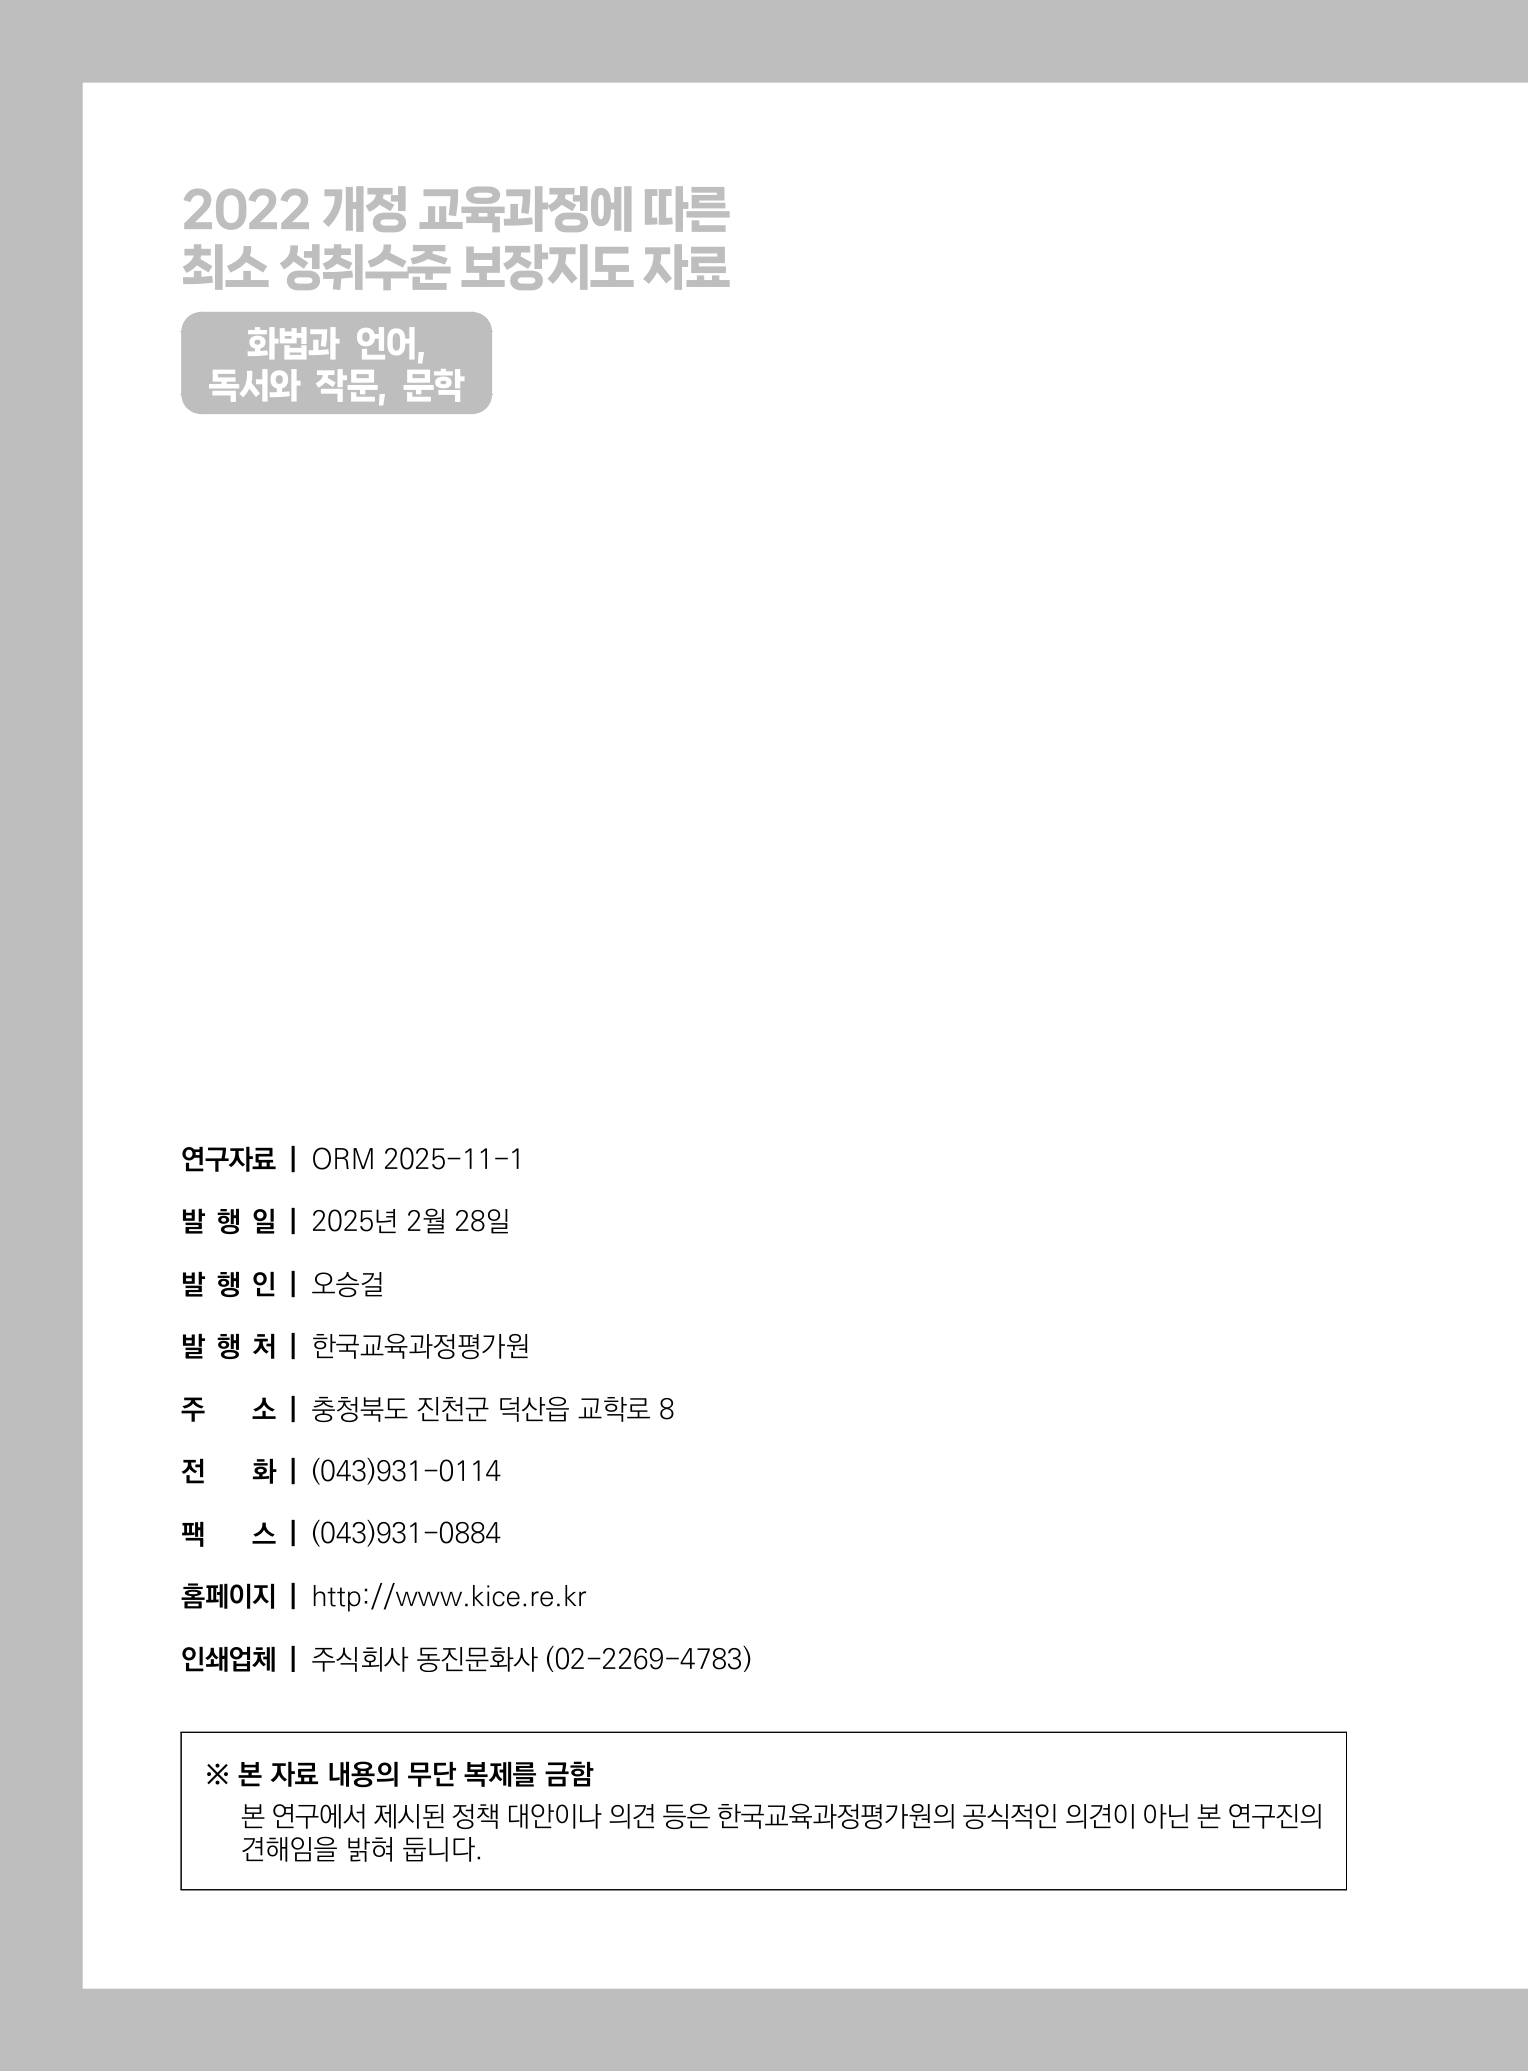 2022 개정 교육과정에 따른
최소 성취수준 보장지도 자료
화법과 언어,
독서와 작문, 문학
연구자료 | ORM 2025-11-1
발 행 일 | 2025년 2월 28일
발 행 인 | 오승걸
발 행 처 | 한국교육과정평가원
주 소 | 충청북도 진천군 덕산읍 교학로 8
전 화 | (043)931-0114
팩 스 | (043)931-0884
홈페이지 | http://www.kice.re.kr
인쇄업체 | 주식회사 동진문화사 (02-2269-4783)
※ 본 자료 내용의 무단 복제를 금함
본 연구에서 제시된 정책 대안이나 의견 등은 한국교육과정평가원의 공식적인 의견이 아닌 본 연구진의
견해임을 밝혀 둡니다.